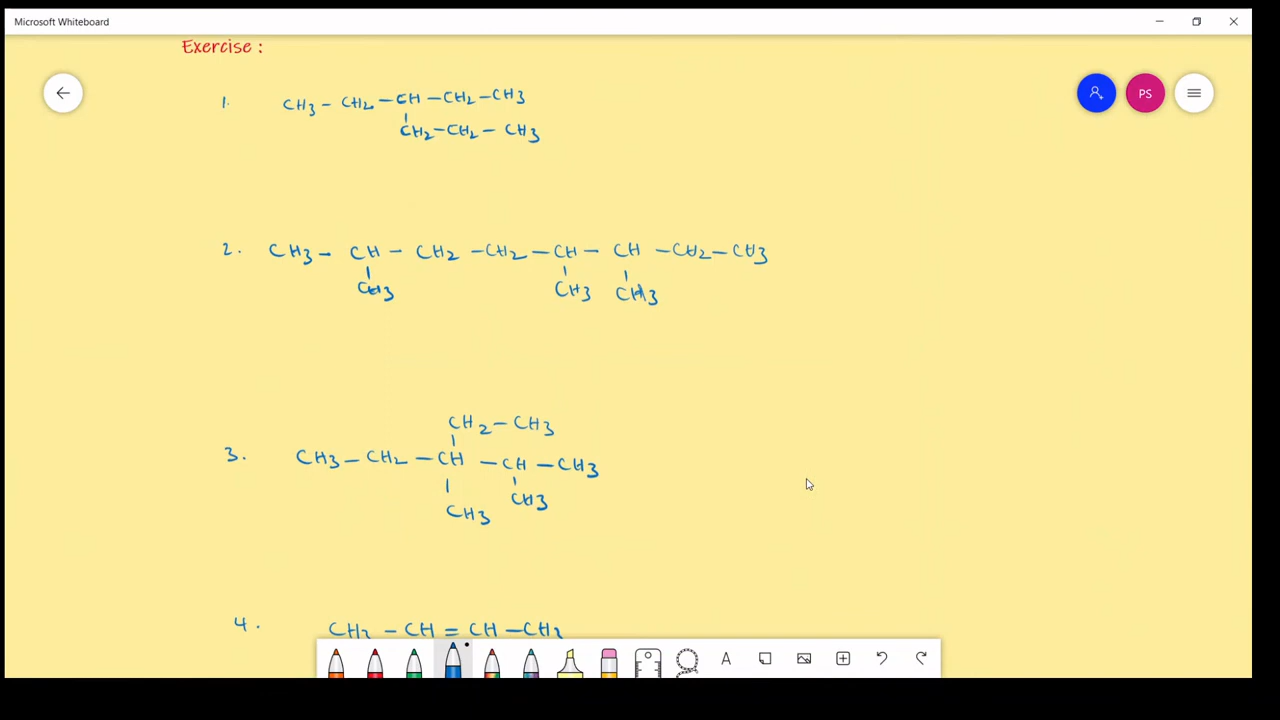 Microsoft Whiteboard
Exercise :
PS
1. CH3 - CH2 - CH - CH2 - CH3
CH2 - CH2 - CH3
2. CH3 - CH - CH2 - CH2 - CH - CH - CH2 - CH3
CH3 CH3 CH3
CH2 - CH3
3. CH3 - CH2 - CH - CH - CH3
CH3
CH3
4. CH2 - CH = CH - CH2
A